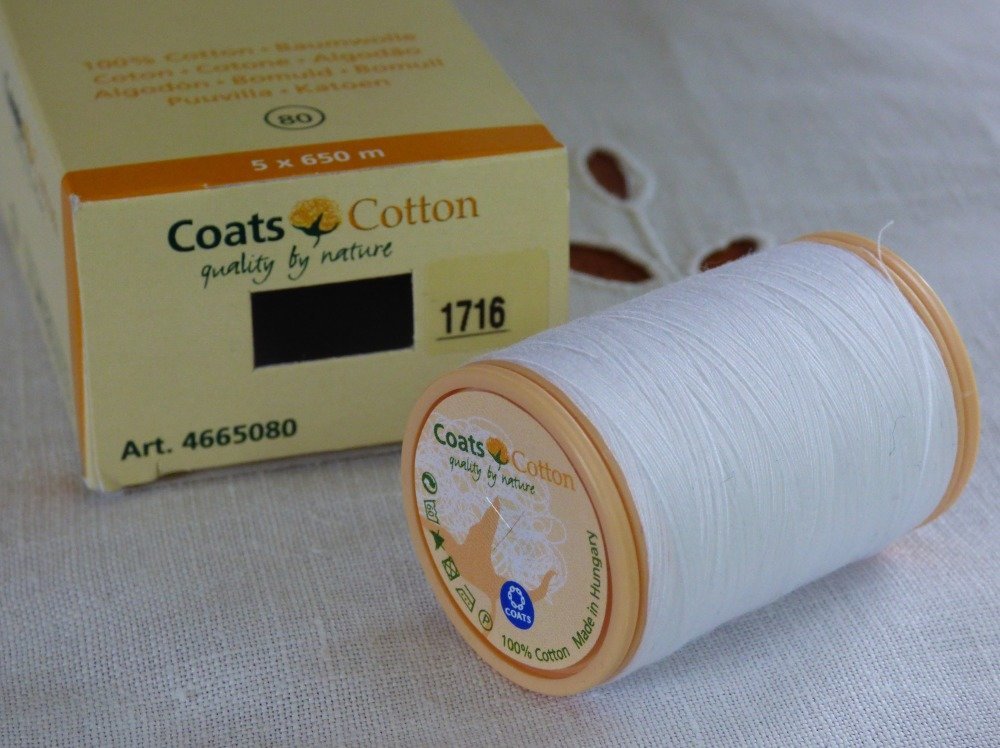 100% Cotton • Baumwolle
Coton • Cotone • Algodão
Algodón • Bomuld • Bomull
Puuvilla • Katoen
80
5 x 650 m
Coats Cotton
quality by nature
1716
Art. 4665080
Coats Cotton
quality by nature
COATS
100% Cotton Made in Hungary
P